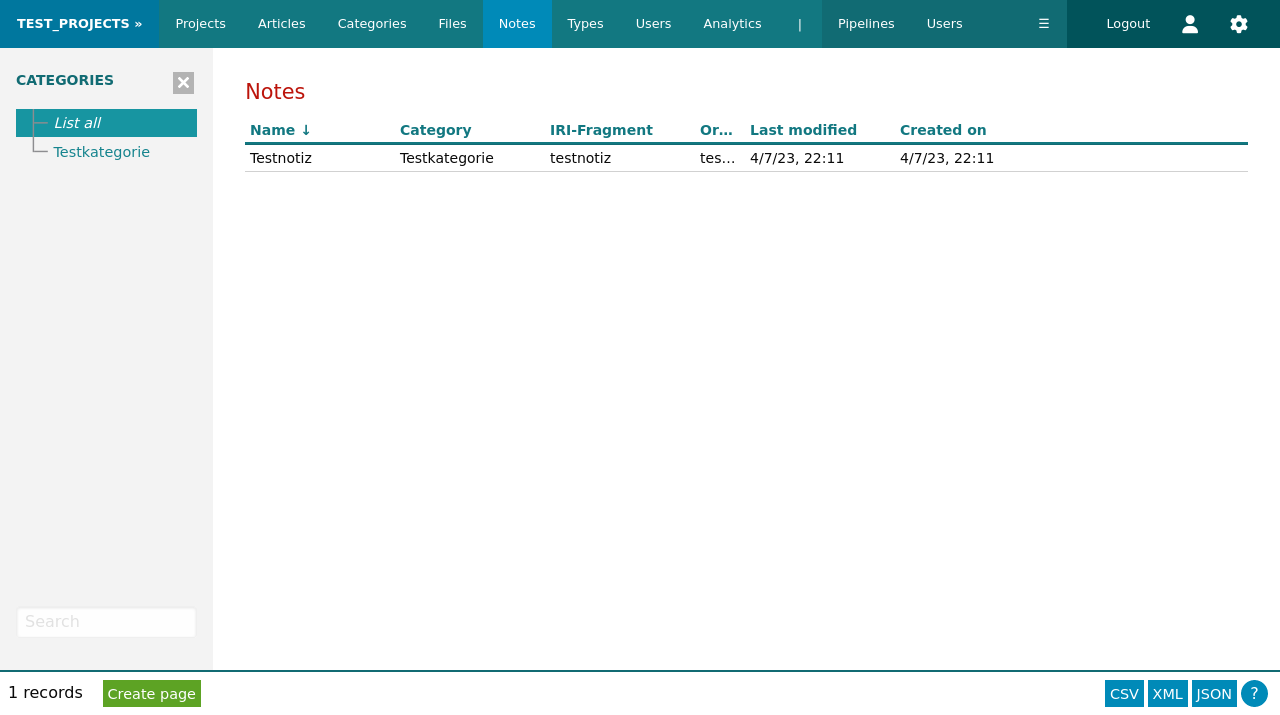 TEST_PROJECTS » Projects Articles Categories Files Notes Types Users Analytics | Pipelines Users ☰ Logout
CATEGORIES
List all
Testkategorie
Search
Notes
Name ↓ Category IRI-Fragment Or… Last modified Created on
Testnotiz Testkategorie testnotiz tes… 4/7/23, 22:11 4/7/23, 22:11
1 records Create page CSV XML JSON ?